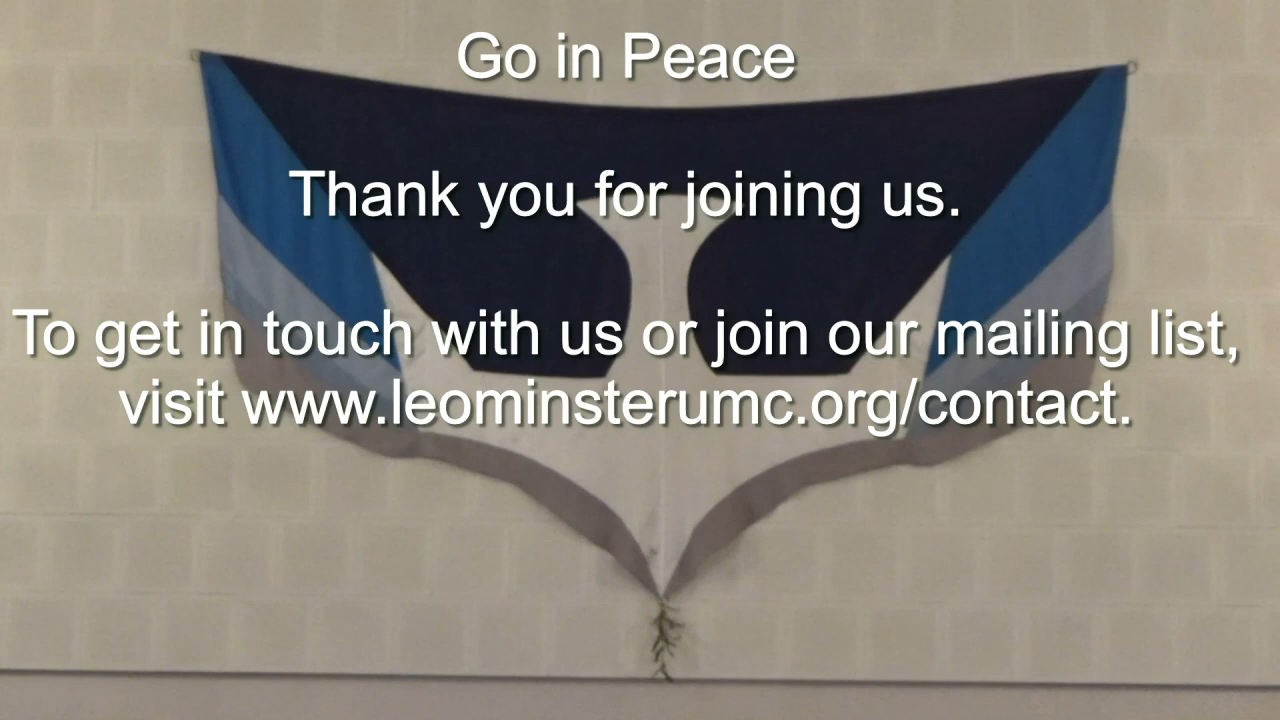 Go in Peace
Thank you for joining us.
To get in touch with us or join our mailing list,
visit www.leominsterumc.org/contact.